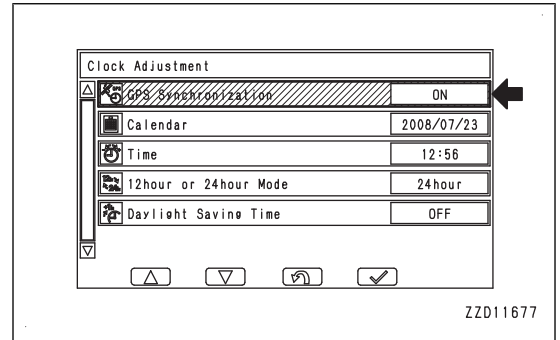 Clock Adjustment
GPS Synchronization ON
Calendar 2008/07/23
Time 12:56
12hour or 24hour Mode 24hour
Daylight Saving Time OFF
ZZD11677